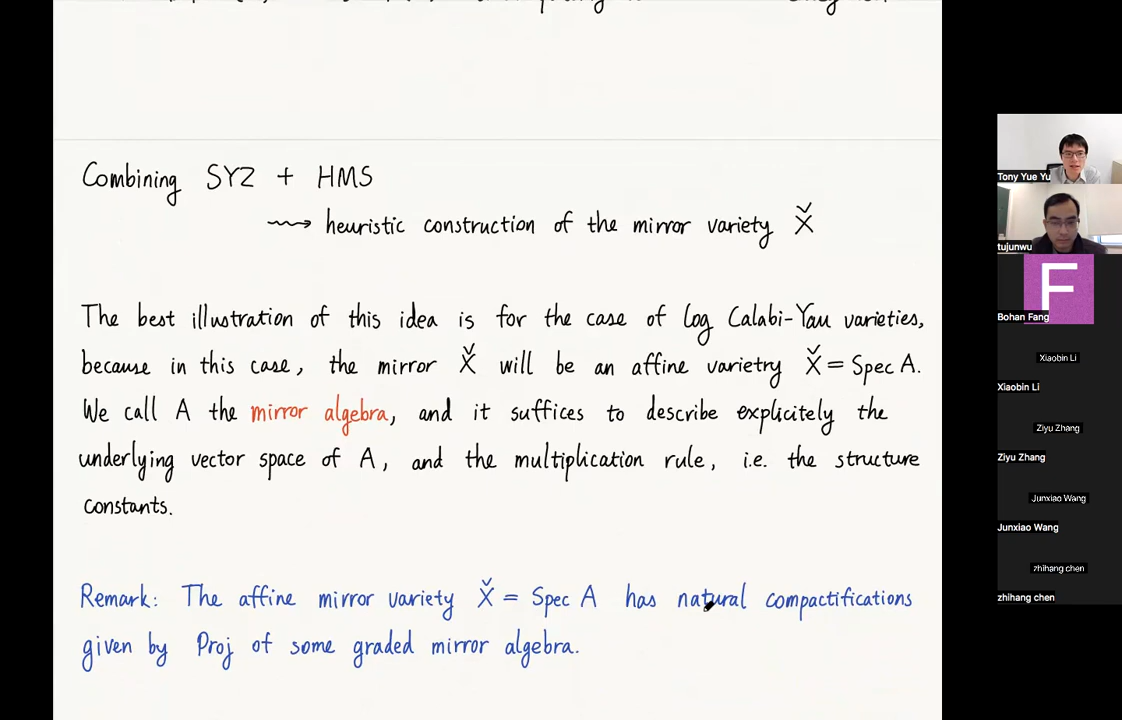 Combining SYZ + HMS
⇝ heuristic construction of the mirror variety X̌
The best illustration of this idea is for the case of log Calabi-Yau varieties,
because in this case, the mirror X̌ will be an affine varietry X̌ = Spec A.
We call A the mirror algebra, and it suffices to describe explicitely the
underlying vector space of A, and the multiplication rule, i.e. the structure
constants.
Remark: The affine mirror variety X̌ = Spec A has natural compactifications
given by Proj of some graded mirror algebra.
Tony Yue Yu
tujunwu
F
Bohan Fang
Xiaobin Li
Xiaobin Li
Ziyu Zhang
Ziyu Zhang
Junxiao Wang
Junxiao Wang
zhihang chen
zhihang chen